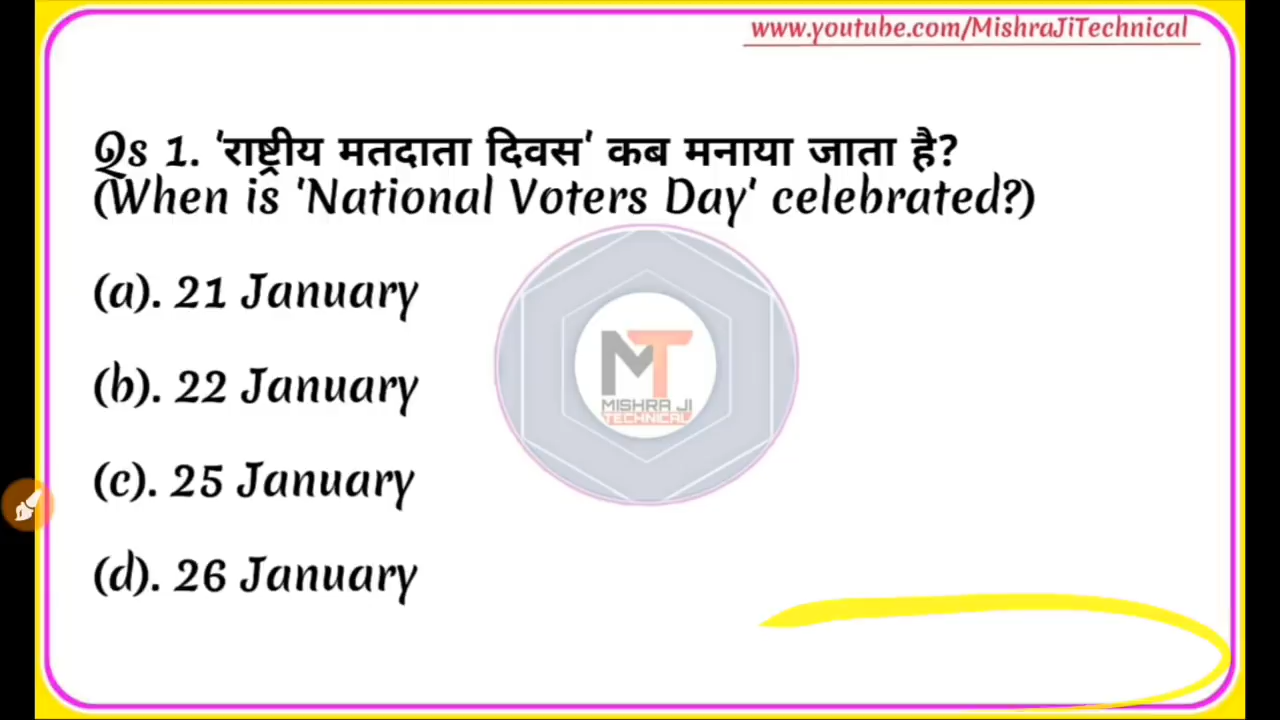 www.youtube.com/MishraJiTechnical
Qs 1. 'राष्ट्रीय मतदाता दिवस' कब मनाया जाता है?
(When is 'National Voters Day' celebrated?)
(a). 21 January
(b). 22 January
MT
MISHRA JI
TECHNICAL
(c). 25 January
(d). 26 January